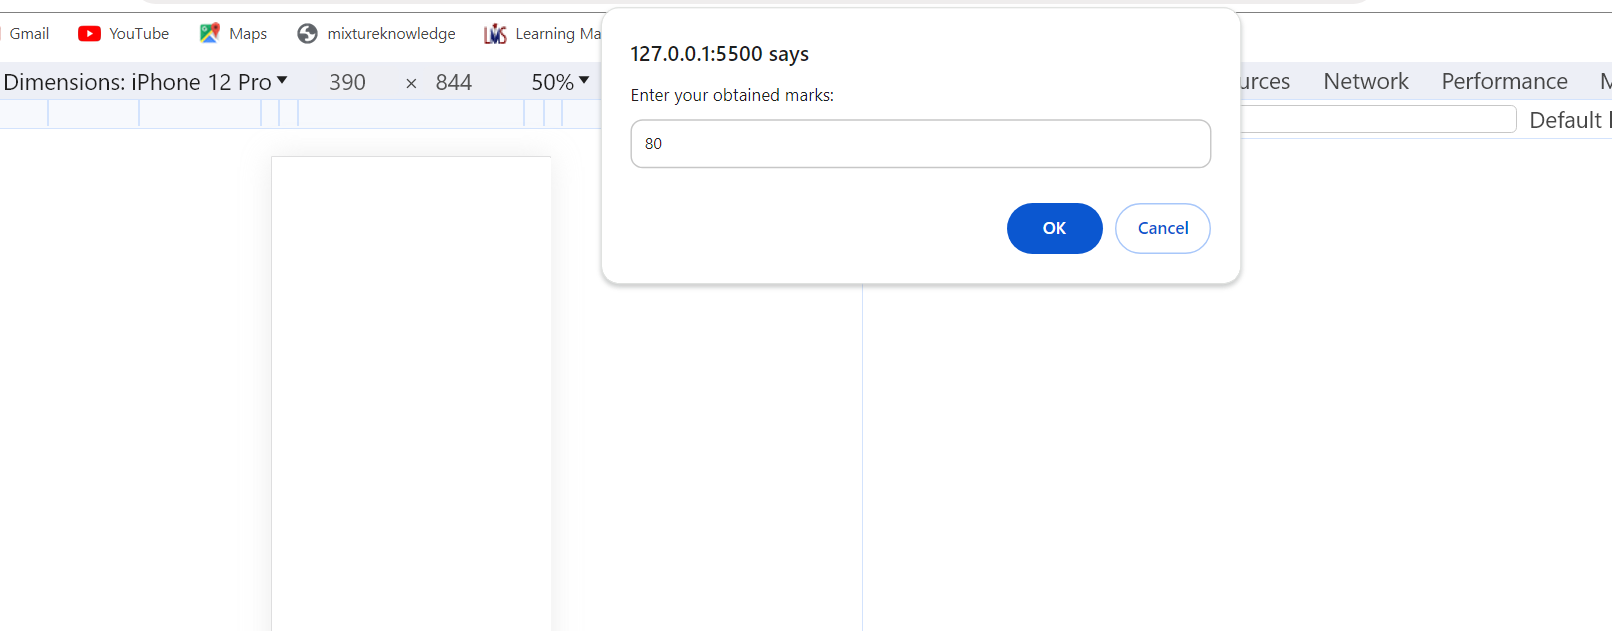 Gmail YouTube Maps mixtureknowledge Learning Ma
127.0.0.1:5500 says
Dimensions: iPhone 12 Pro 390 × 844 50% urces Network Performance M
Enter your obtained marks:
Default
80
OK Cancel